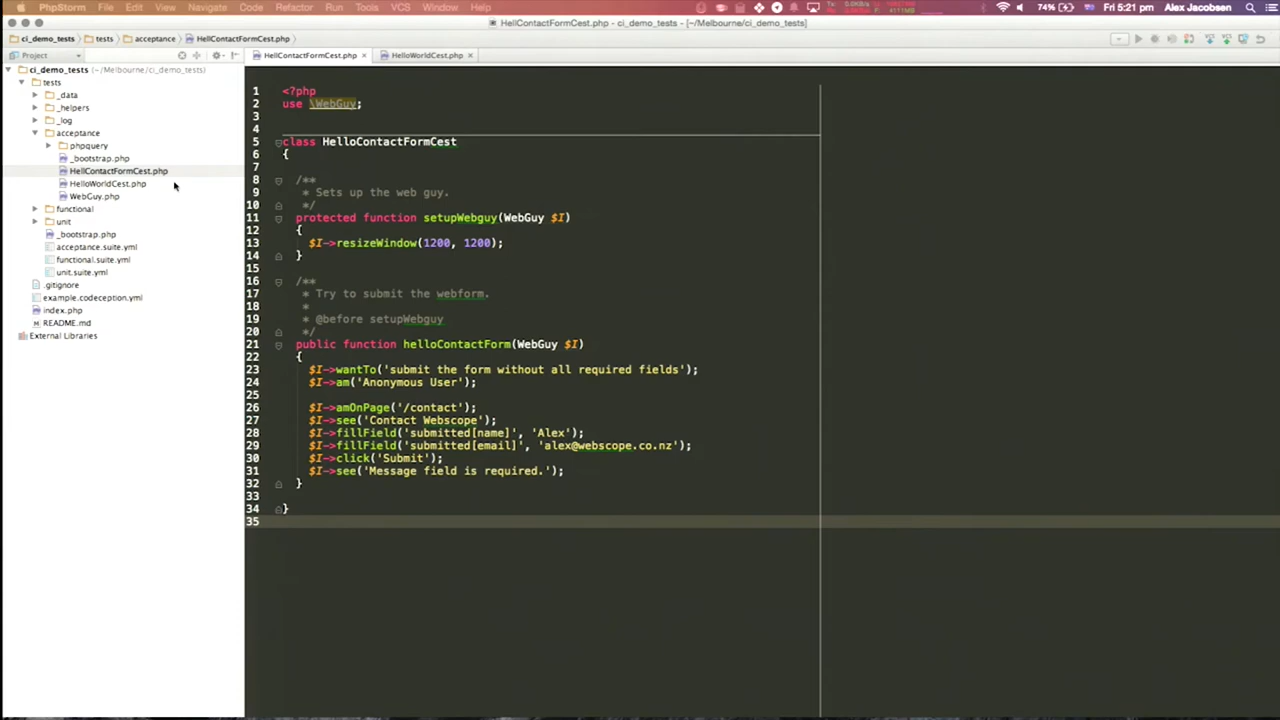 PhpStorm File Edit View Navigate Code Refactor Run Tools VCS Window Help 74% Fri 5:21 pm Alex Jacobsen
HellContactFormCest.php - ci_demo_tests - [~/Melbourne/ci_demo_tests]
ci_demo_tests tests acceptance HellContactFormCest.php
Project HellContactFormCest.php HelloWorldCest.php
ci_demo_tests (~/Melbourne/ci_demo_tests)
tests
_data
_helpers
_log
acceptance
phpquery
_bootstrap.php
HellContactFormCest.php
HelloWorldCest.php
WebGuy.php
functional
unit
_bootstrap.php
acceptance.suite.yml
functional.suite.yml
unit.suite.yml
.gitignore
example.codeception.yml
index.php
README.md
External Libraries
1 <?php
2 use \WebGuy;
3
4
5 class HelloContactFormCest
6 {
7
8 /**
9 * Sets up the web guy.
10 */
11 protected function setupWebguy(WebGuy $I)
12 {
13 $I->resizeWindow(1200, 1200);
14 }
15
16 /**
17 * Try to submit the webform.
18 *
19 * @before setupWebguy
20 */
21 public function helloContactForm(WebGuy $I)
22 {
23 $I->wantTo('submit the form without all required fields');
24 $I->am('Anonymous User');
25
26 $I->amOnPage('/contact');
27 $I->see('Contact Webscope');
28 $I->fillField('submitted[name]', 'Alex');
29 $I->fillField('submitted[email]', 'alex@webscope.co.nz');
30 $I->click('Submit');
31 $I->see('Message field is required.');
32 }
33
34 }
35